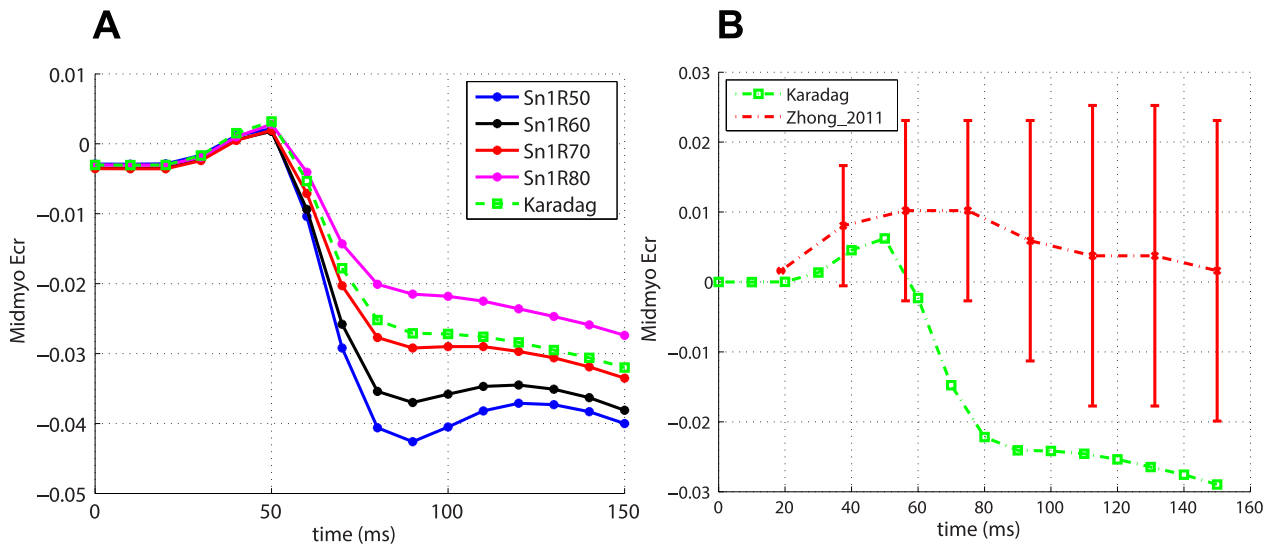 A
0.01
0
−0.01
−0.02
−0.03
−0.04
−0.05
Midmyo Ecr
0
50
100
150
time (ms)
Sn1R50
Sn1R60
Sn1R70
Sn1R80
Karadag
B
0.03
0.02
0.01
0
−0.01
−0.02
−0.03
Midmyo Ecr
0
20
40
60
80
100
120
140
160
time (ms)
Karadag
Zhong_2011